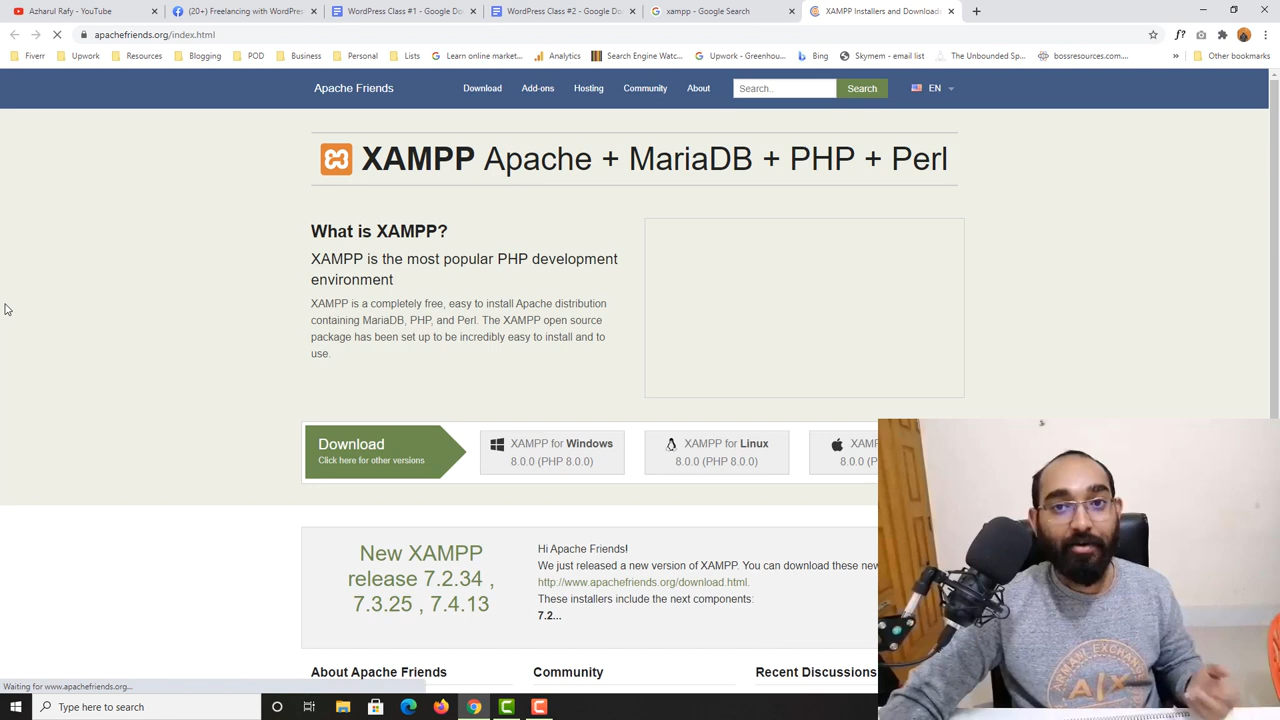 Azharul Rafy - YouTube
(20+) Freelancing with WordPres
WordPress Class #1 - Google Do
WordPress Class #2 - Google Do
xampp - Google Search
XAMPP Installers and Download
apachefriends.org/index.html
Fiverr
Upwork
Resources
Blogging
POD
Business
Personal
Lists
Learn online market...
Analytics
Search Engine Watc...
Upwork - Greenhou...
Bing
Skymem - email list
The Unbounded Sp...
bossresources.com...
Other bookmarks
Apache Friends
Download
Add-ons
Hosting
Community
About
Search..
Search
EN
XAMPP Apache + MariaDB + PHP + Perl
What is XAMPP?
XAMPP is the most popular PHP development
environment
XAMPP is a completely free, easy to install Apache distribution
containing MariaDB, PHP, and Perl. The XAMPP open source
package has been set up to be incredibly easy to install and to
use.
Download
Click here for other versions
XAMPP for Windows
8.0.0 (PHP 8.0.0)
XAMPP for Linux
8.0.0 (PHP 8.0.0)
XAM
8.0.0 (P
New XAMPP
release 7.2.34 ,
7.3.25 , 7.4.13
Hi Apache Friends!
We just released a new version of XAMPP. You can download these new
http://www.apachefriends.org/download.html.
These installers include the next components:
7.2...
About Apache Friends
Community
Recent Discussions
Waiting for www.apachefriends.org...
Type here to search
ARMANI EXCHANGE
A|X